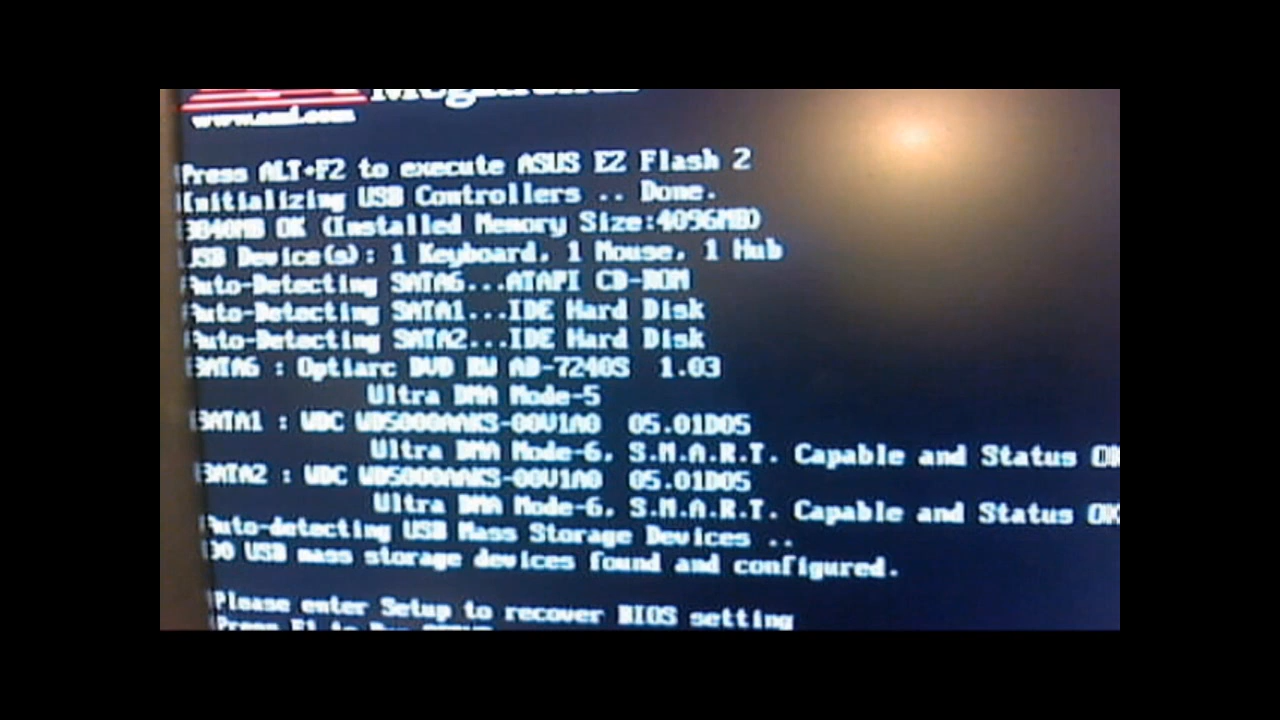 www.ami.com
Press ALT+F2 to execute ASUS EZ Flash 2
Initializing USB Controllers .. Done.
3840MB OK (Installed Memory Size:4096MB)
USB Device(s): 1 Keyboard, 1 Mouse, 1 Hub
Auto-Detecting SATA6...ATAPI CD-ROM
Auto-Detecting SATA1...IDE Hard Disk
Auto-Detecting SATA2...IDE Hard Disk
SATA6 : Optiarc DVD RW AD-7240S 1.03
Ultra DMA Mode-5
SATA1 : WDC WD5000AAKS-00V1A0 05.01D05
Ultra DMA Mode-6, S.M.A.R.T. Capable and Status OK
SATA2 : WDC WD5000AAKS-00V1A0 05.01D05
Ultra DMA Mode-6, S.M.A.R.T. Capable and Status OK
Auto-detecting USB Mass Storage Devices ..
00 USB mass storage devices found and configured.
Please enter Setup to recover BIOS setting
Press F1 to Run